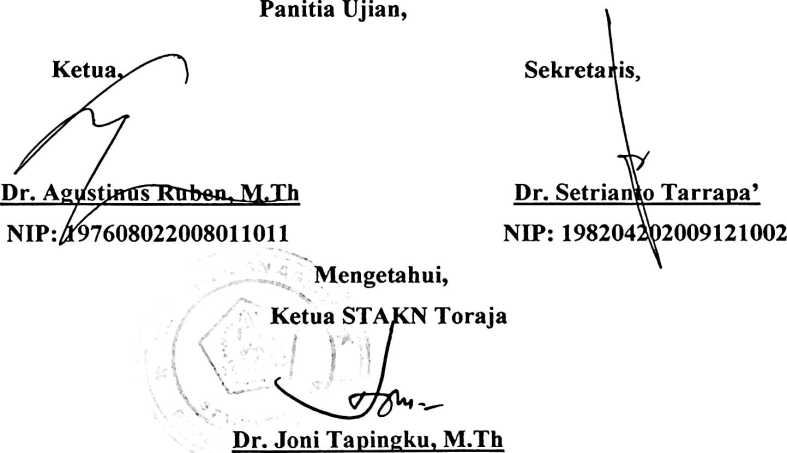 Panitia Ujian,
Ketua,
Sekretaris,
Dr. Agustinus Ruben, M.Th
Dr. Setrianto Tarrapa’
NIP: 197608022008011011
NIP: 198204202009121002
Mengetahui,
Ketua STAKN Toraja
Dr. Joni Tapingku, M.Th